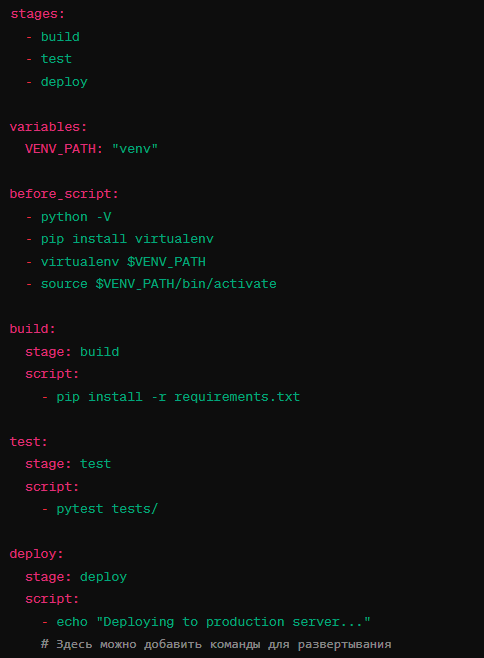 stages:
  - build
  - test
  - deploy

variables:
  VENV_PATH: "venv"

before_script:
  - python -V
  - pip install virtualenv
  - virtualenv $VENV_PATH
  - source $VENV_PATH/bin/activate

build:
  stage: build
  script:
    - pip install -r requirements.txt

test:
  stage: test
  script:
    - pytest tests/

deploy:
  stage: deploy
  script:
    - echo "Deploying to production server..."
    # Здесь можно добавить команды для развертывания